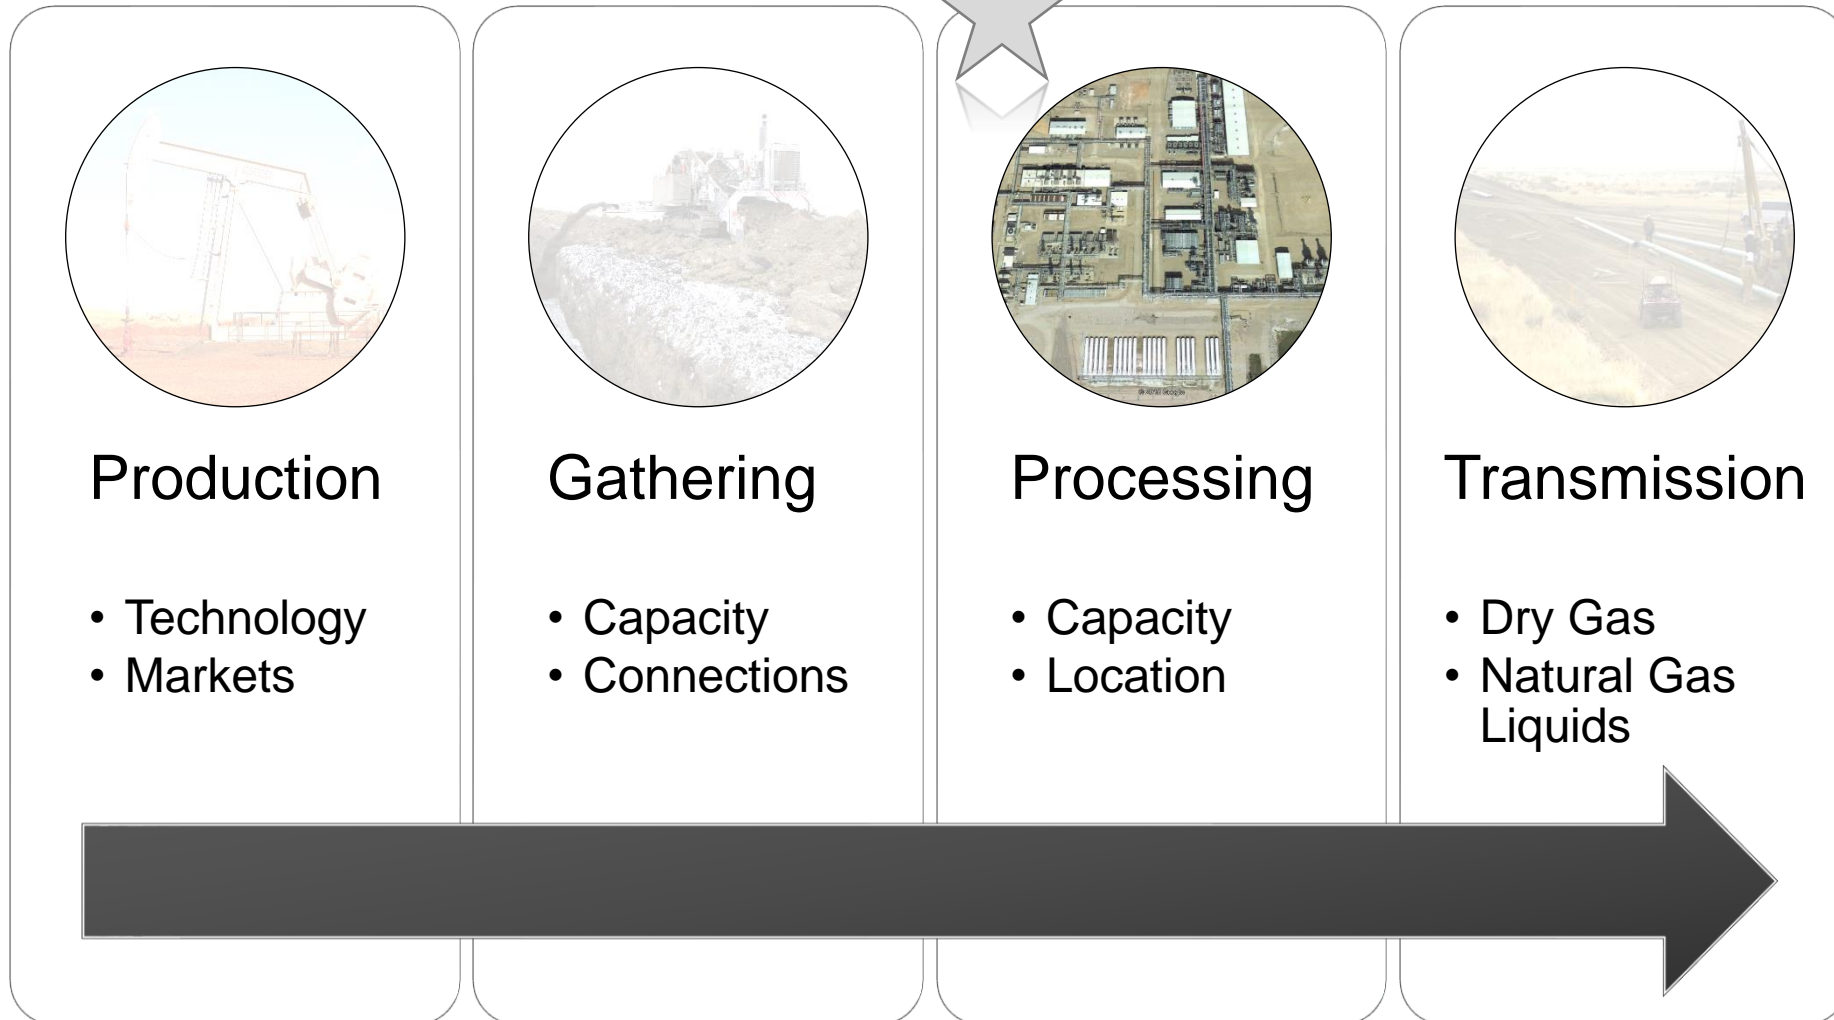 Production
• Technology
• Markets
Gathering
• Capacity
• Connections
Processing
• Capacity
• Location
Transmission
• Dry Gas
• Natural Gas
Liquids